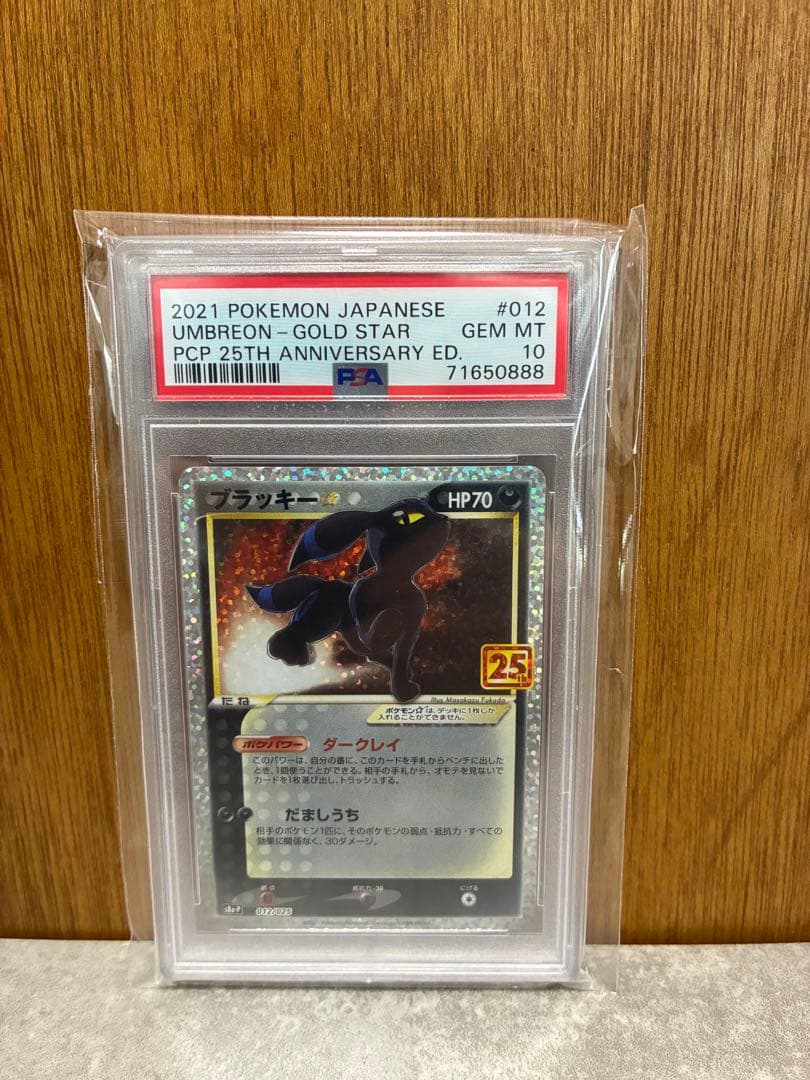 2021 POKEMON JAPANESE #012
UMBREON - GOLD STAR GEM MT
PCP 25TH ANNIVERSARY ED. 10
PSA 71650888
ブラッキー☆ HP70
25th
たね
Illus. Masakazu Fukuda
ポケモン☆は、デッキに1枚しか
入れることができません。
ポケパワー ダークレイ
このパワーは、自分の番に、このカードを手札からベンチに出した
とき、1回使うことができる。相手の手札から、オモテを見ないで
カードを1枚選び出し、トラッシュする。
だましうち
相手のポケモン1匹に、そのポケモンの弱点・抵抗力・すべての
効果に関係なく、30ダメージ。
弱点 抵抗力-30 にげる
s8a-P 012/025